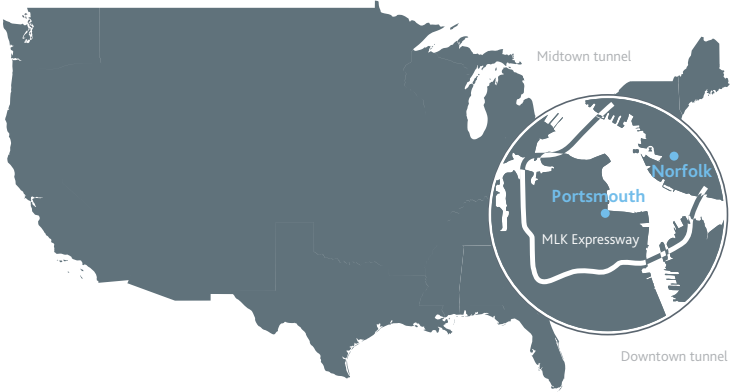 Midtown tunnel
Norfolk
Portsmouth
MLK Expressway
Downtown tunnel